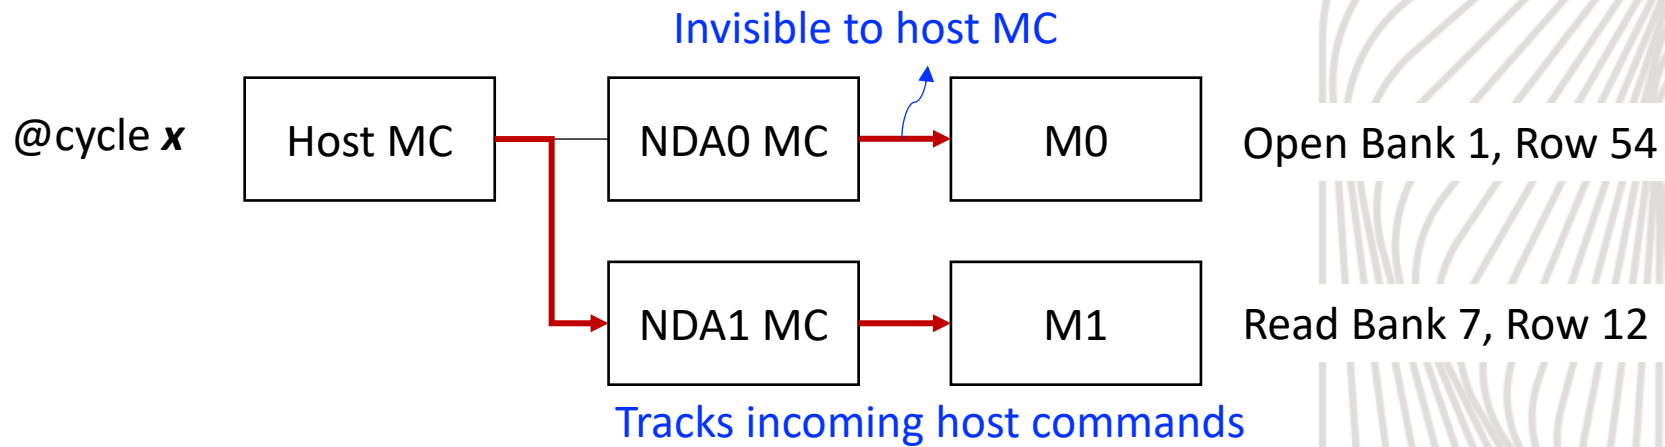 Invisible to host MC
@cycle x
Host MC
NDA0 MC
M0
Open Bank 1, Row 54
NDA1 MC
M1
Read Bank 7, Row 12
Tracks incoming host commands